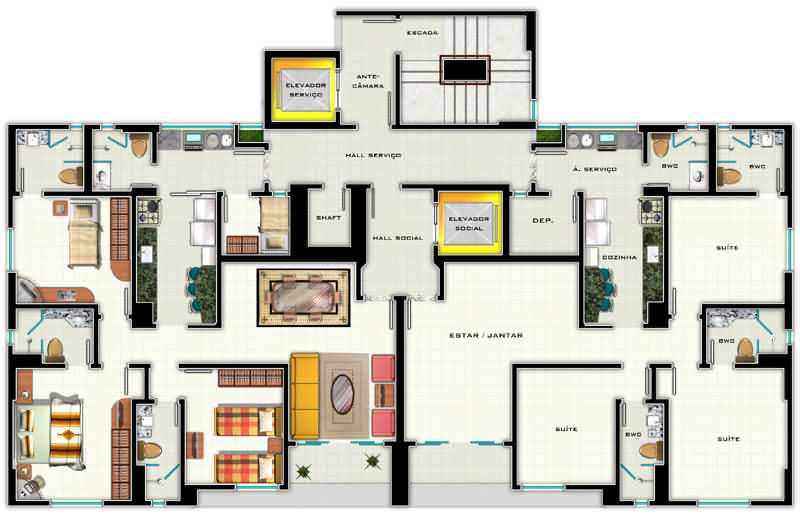 ESCADA
ANTE-
CÂMARA
ELEVADOR
SERVIÇO
HALL SERVIÇO
Á. SERVIÇO
BWC
BWC
SHAFT
HALL SOCIAL
ELEVADOR
SOCIAL
DEP.
COZINHA
SUÍTE
ESTAR / JANTAR
BWC
SUÍTE
BWC
SUÍTE